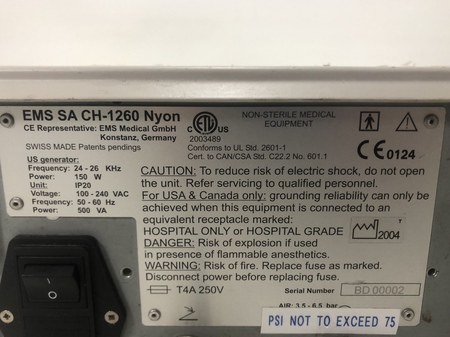 EMS SA CH-1260 Nyon
CE Representative: EMS Medical GmbH
Konstanz, Germany
SWISS MADE Patents pendings
US generator:
Frequency: 24 - 26 KHz
Power: 150 W
Unit: IP20
Voltage: 100 - 240 VAC
Frequency: 50 - 60 Hz
Power: 500 VA
C ETL US
2003489
NON-STERILE MEDICAL
EQUIPMENT
Conforms to UL Std. 2601-1
Cert. to CAN/CSA Std. C22.2 No. 601.1
CE 0124
CAUTION: To reduce risk of electric shock, do not open
the unit. Refer servicing to qualified personnel.
For USA & Canada only: grounding reliability can only be
achieved when this equipment is connected to an
equivalent receptacle marked:
HOSPITAL ONLY or HOSPITAL GRADE
DANGER: Risk of explosion if used
in presence of flammable anesthetics.
WARNING: Risk of fire. Replace fuse as marked.
Disconnect power before replacing fuse.
2004
T4A 250V
Serial Number
BD 00002
AIR: 3,5 - 6,5 bar
PSI NOT TO EXCEED 75